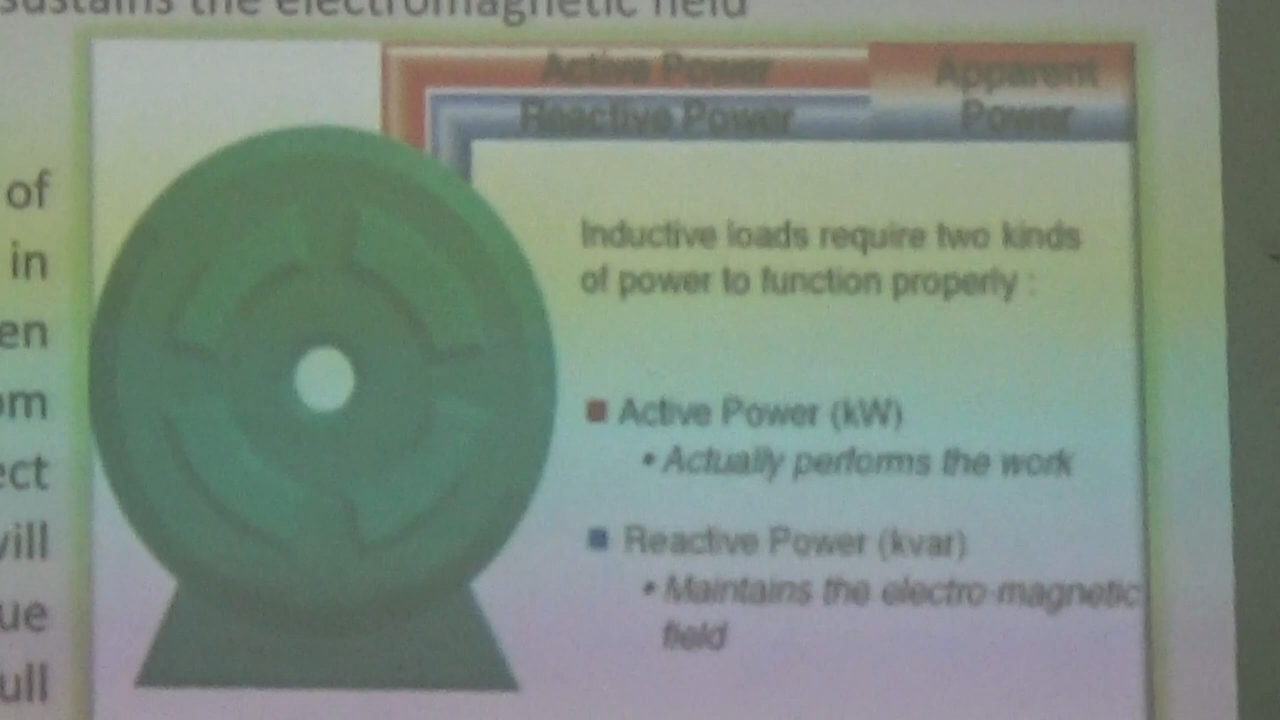 sustains the electromagnetic field
Active Power
Apparent
Reactive Power
Power
of
in
en
om
ect
will
ue
ull
Inductive loads require two kinds
of power to function properly :
Active Power (kW)
• Actually performs the work
Reactive Power (kvar)
• Maintains the electro-magnetic
field